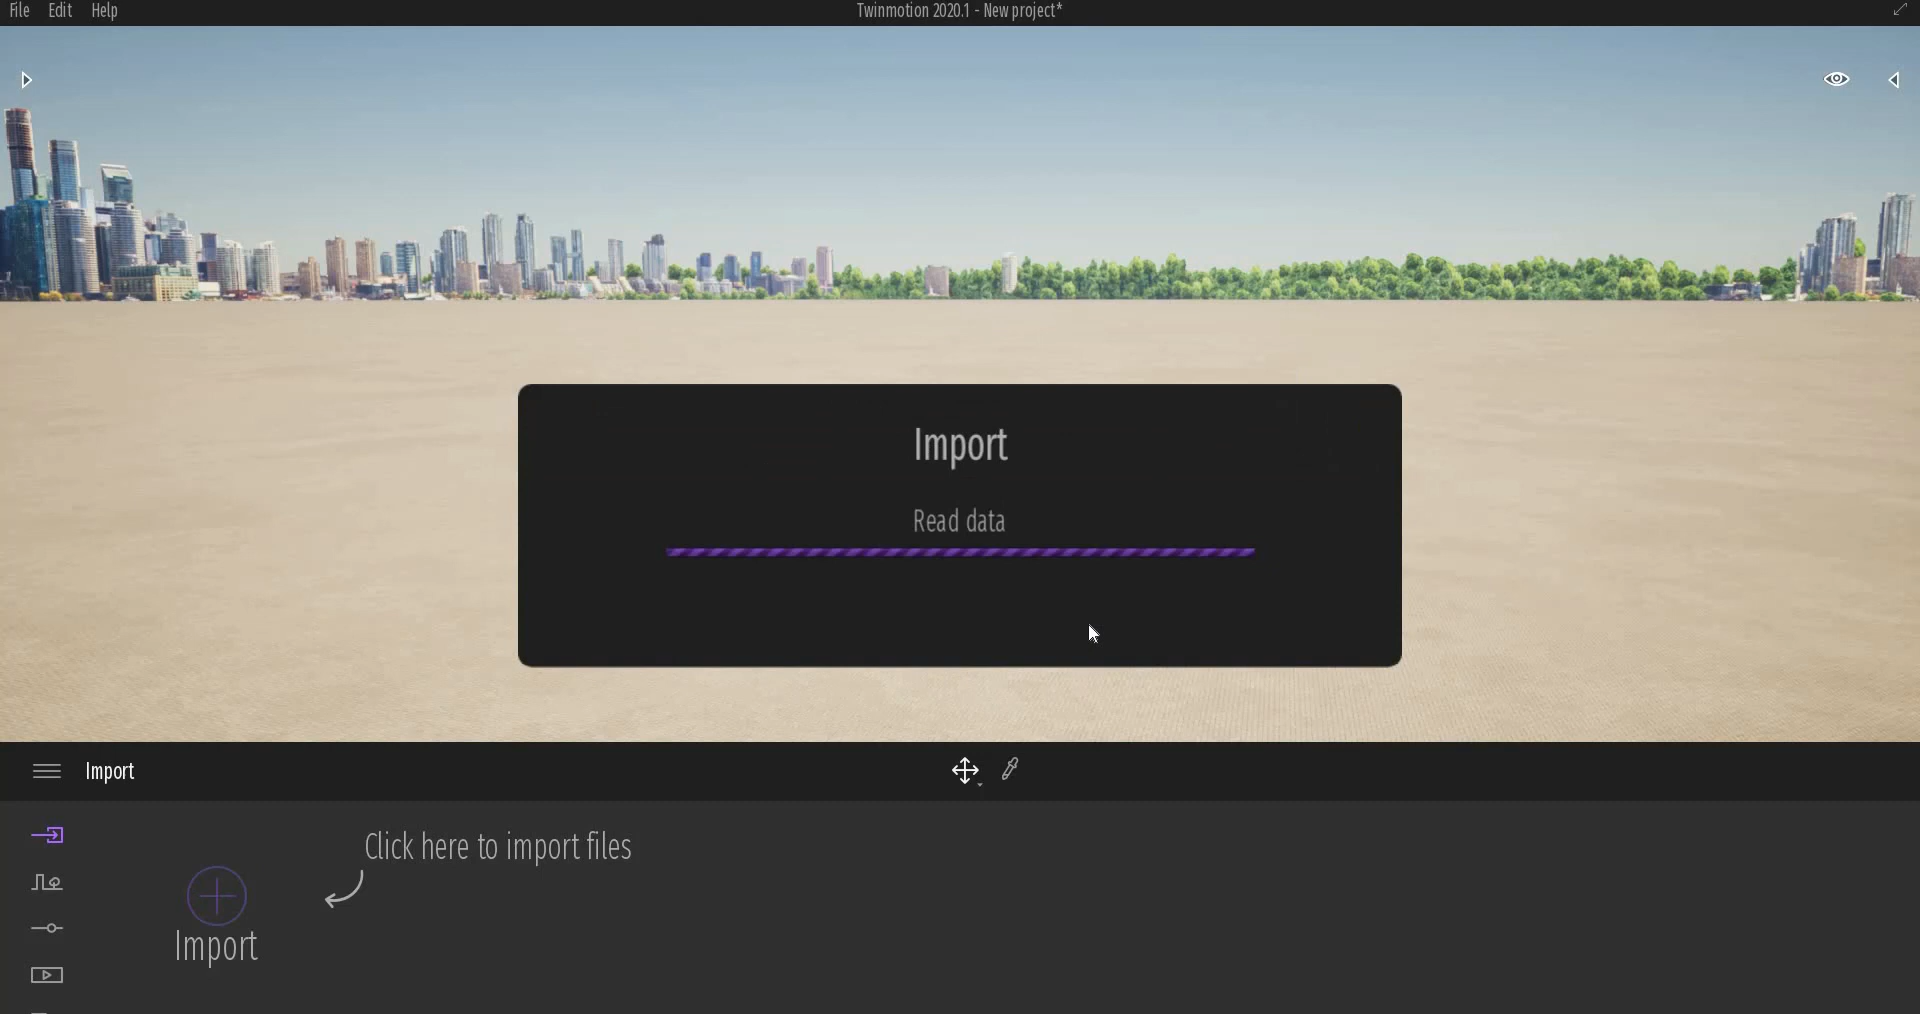 File Edit Help
Twinmotion 2020.1 - New project*
Import
Read data
Import
Click here to import files
Import